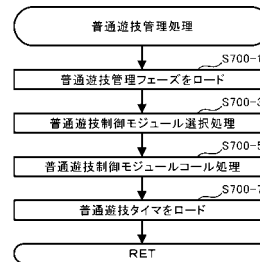 普通遊技管理処理
S700-1
普通遊技管理フェーズをロード
S700-3
普通遊技制御モジュール選択処理
S700-5
普通遊技制御モジュールコール処理
S700-7
普通遊技タイマをロード
RET